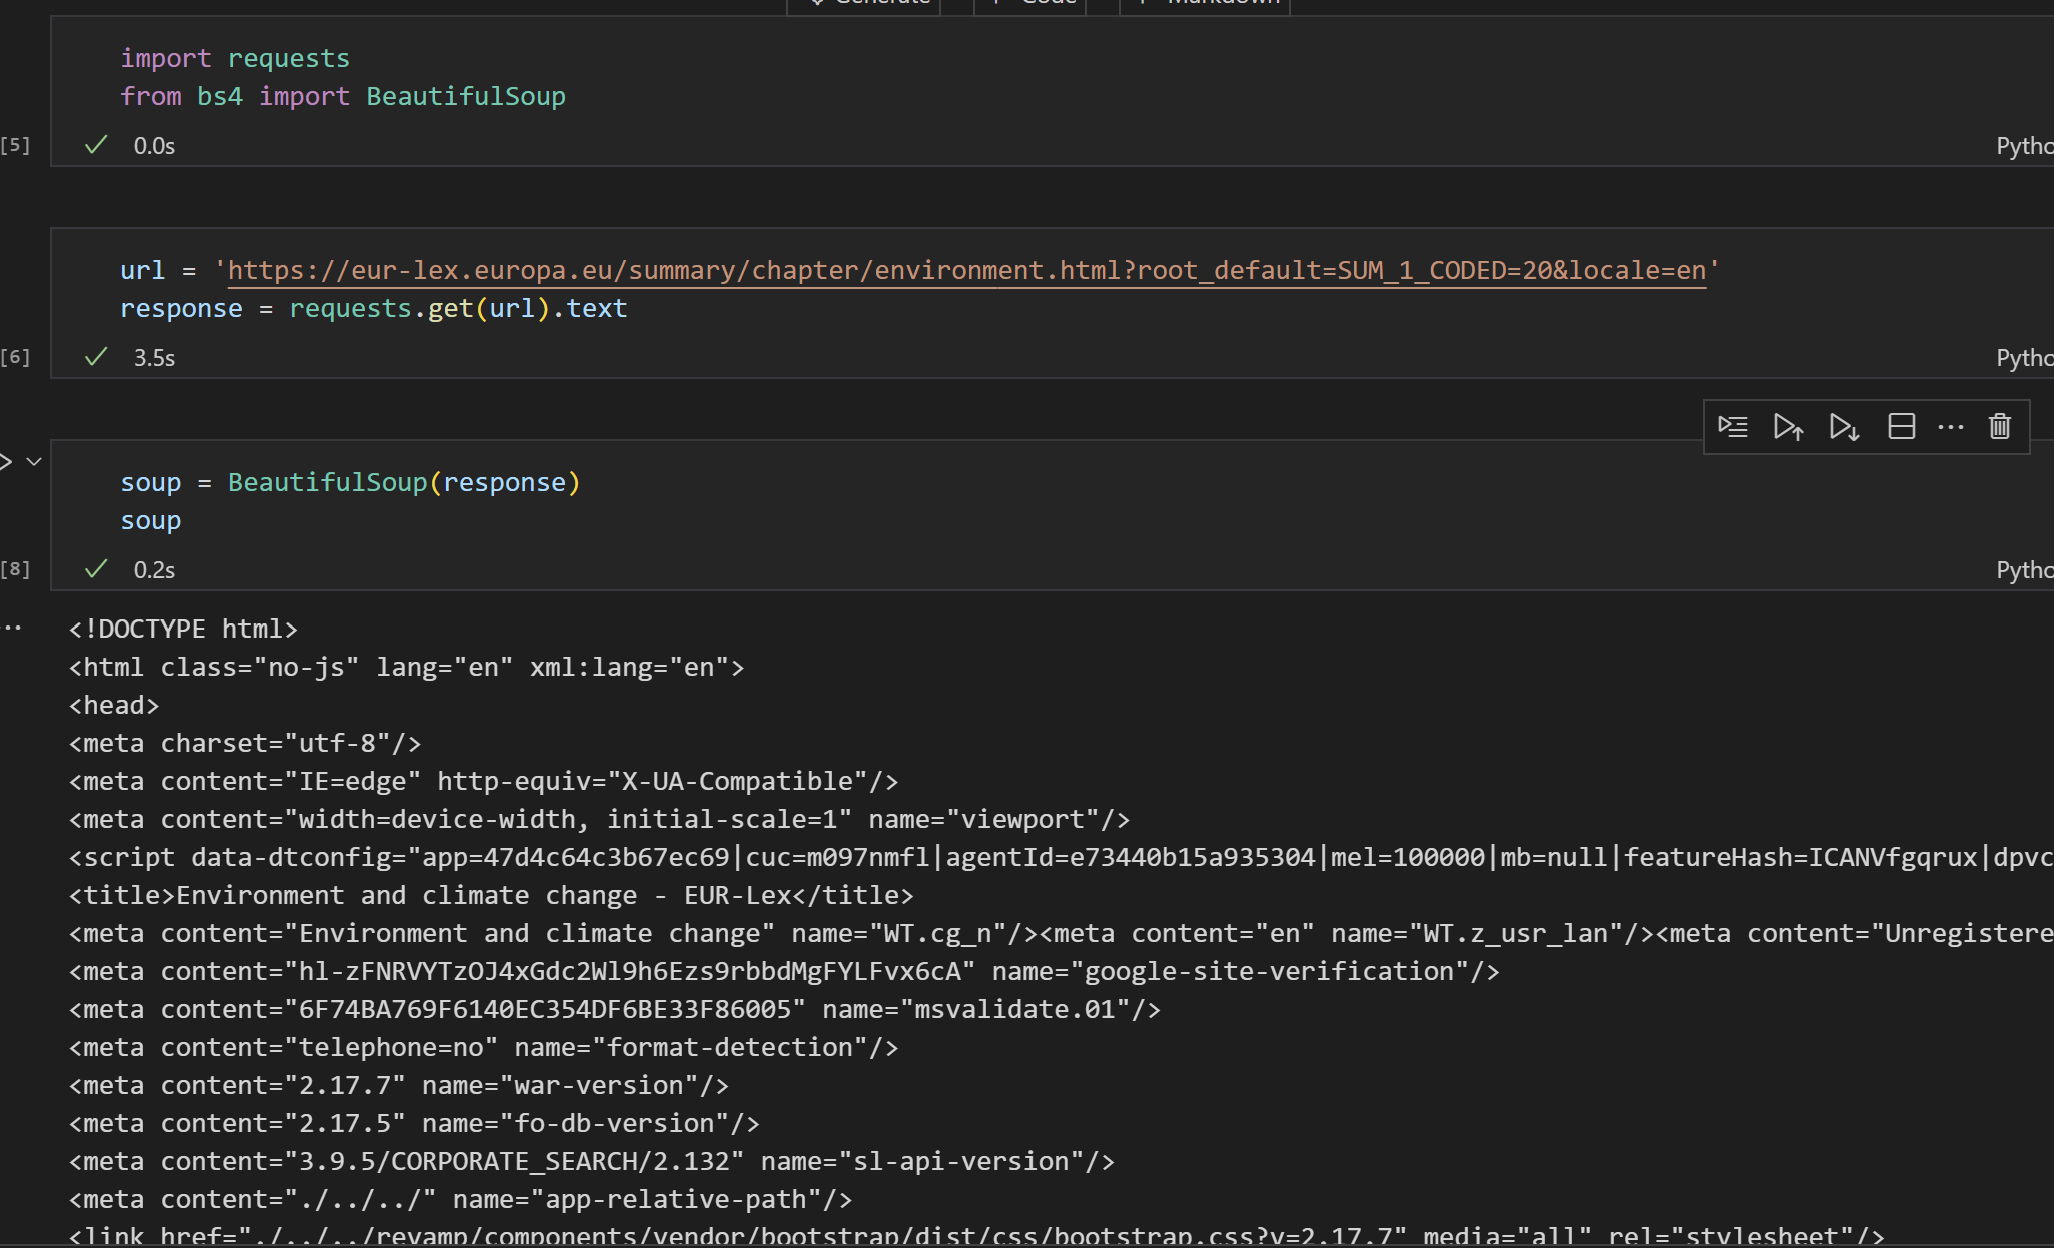 Generate Code Markdown
import requests
from bs4 import BeautifulSoup
[5] 0.0s Pytho
url = 'https://eur-lex.europa.eu/summary/chapter/environment.html?root_default=SUM_1_CODED=20&locale=en'
response = requests.get(url).text
[6] 3.5s Pytho
soup = BeautifulSoup(response)
soup
[8] 0.2s Pytho
<!DOCTYPE html>
<html class="no-js" lang="en" xml:lang="en">
<head>
<meta charset="utf-8"/>
<meta content="IE=edge" http-equiv="X-UA-Compatible"/>
<meta content="width=device-width, initial-scale=1" name="viewport"/>
<script data-dtconfig="app=47d4c64c3b67ec69|cuc=m097nmfl|agentId=e73440b15a935304|mel=100000|mb=null|featureHash=ICANVfgqrux|dpvc
<title>Environment and climate change - EUR-Lex</title>
<meta content="Environment and climate change" name="WT.cg_n"/><meta content="en" name="WT.z_usr_lan"/><meta content="Unregistere
<meta content="hl-zFNRVYTzOJ4xGdc2Wl9h6Ezs9rbbdMgFYLFvx6cA" name="google-site-verification"/>
<meta content="6F74BA769F6140EC354DF6BE33F86005" name="msvalidate.01"/>
<meta content="telephone=no" name="format-detection"/>
<meta content="2.17.7" name="war-version"/>
<meta content="2.17.5" name="fo-db-version"/>
<meta content="3.9.5/CORPORATE_SEARCH/2.132" name="sl-api-version"/>
<meta content="./../../" name="app-relative-path"/>
<link href="./../../revamp/components/vendor/bootstrap/dist/css/bootstrap.css?v=2.17.7" media="all" rel="stylesheet"/>